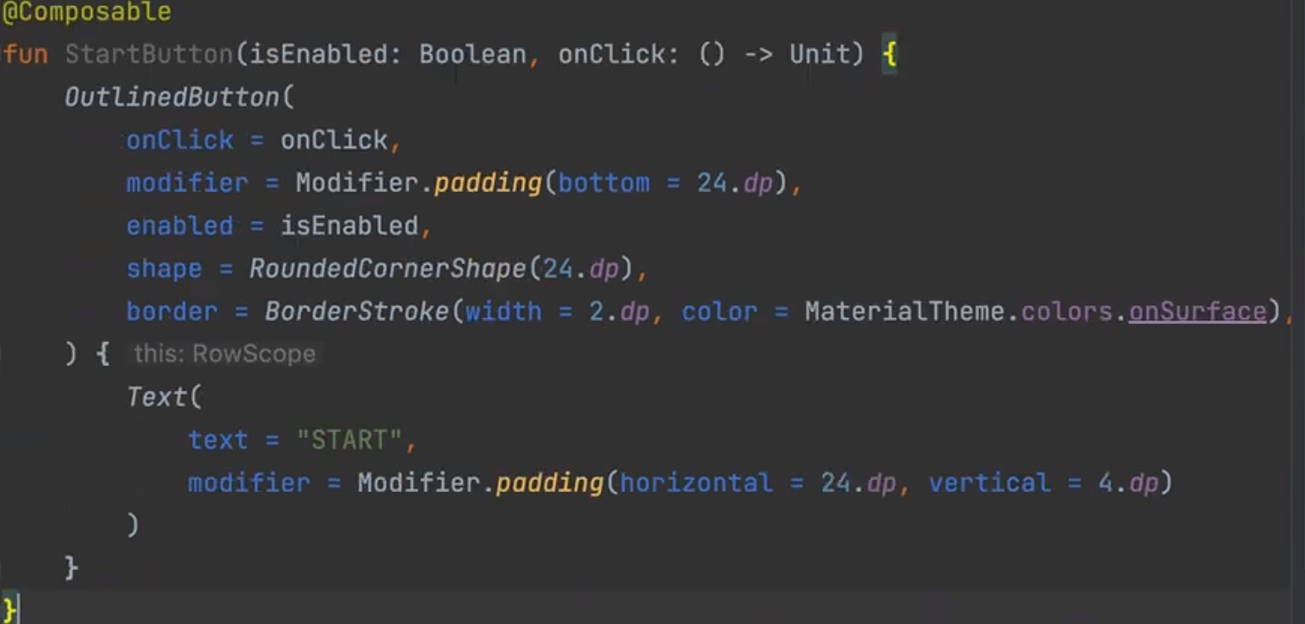 @Composable
fun StartButton(isEnabled: Boolean, onClick: () -> Unit) {
    OutlinedButton(
        onClick = onClick,
        modifier = Modifier.padding(bottom = 24.dp),
        enabled = isEnabled,
        shape = RoundedCornerShape(24.dp),
        border = BorderStroke(width = 2.dp, color = MaterialTheme.colors.onSurface),
    ) { this: RowScope
        Text(
            text = "START",
            modifier = Modifier.padding(horizontal = 24.dp, vertical = 4.dp)
        )
    }
}